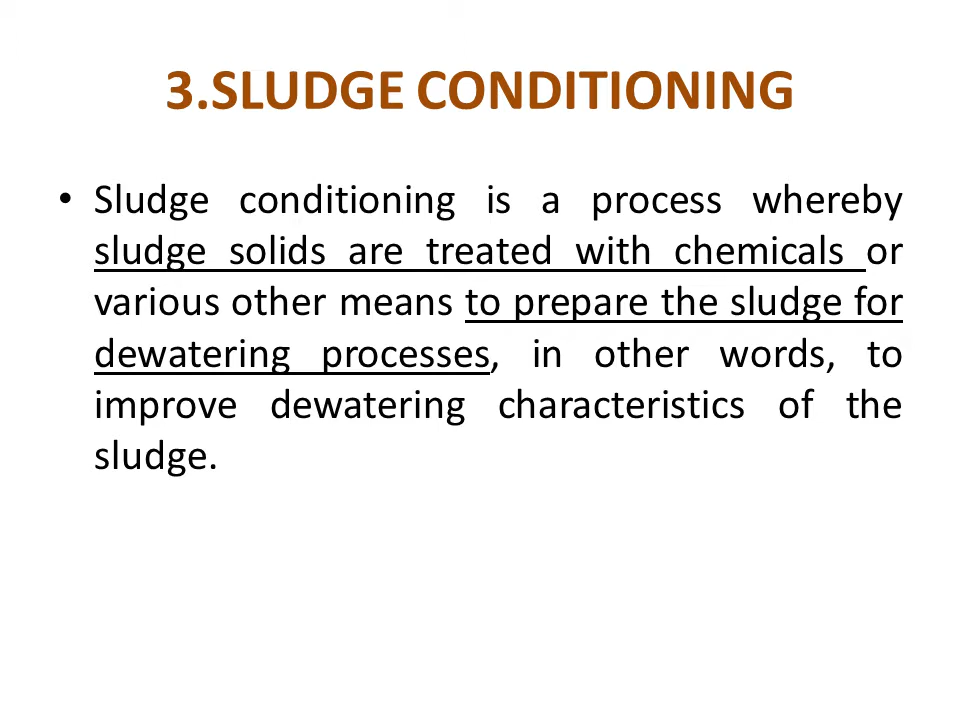 3.SLUDGE CONDITIONING
• Sludge conditioning is a process whereby
sludge solids are treated with chemicals or
various other means to prepare the sludge for
dewatering processes, in other words, to
improve dewatering characteristics of the
sludge.